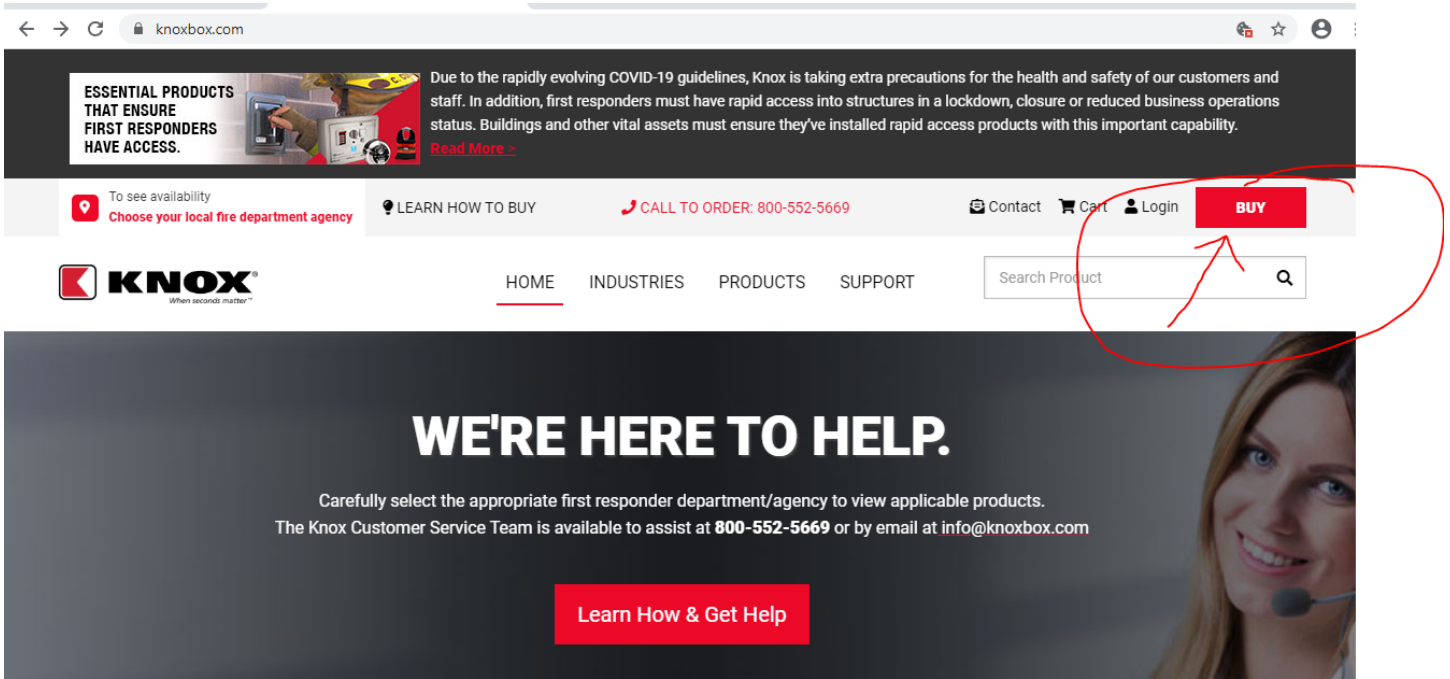 knoxbox.com
ESSENTIAL PRODUCTS
THAT ENSURE
FIRST RESPONDERS
HAVE ACCESS.
Due to the rapidly evolving COVID-19 guidelines, Knox is taking extra precautions for the health and safety of our customers and
staff. In addition, first responders must have rapid access into structures in a lockdown, closure or reduced business operations
status. Buildings and other vital assets must ensure they've installed rapid access products with this important capability.
Read More >
To see availability
Choose your local fire department agency
LEARN HOW TO BUY
CALL TO ORDER: 800-552-5669
Contact
Cart
Login
BUY
KNOX®
When seconds matter™
HOME
INDUSTRIES
PRODUCTS
SUPPORT
Search Product
WE'RE HERE TO HELP.
Carefully select the appropriate first responder department/agency to view applicable products.
The Knox Customer Service Team is available to assist at 800-552-5669 or by email at info@knoxbox.com
Learn How & Get Help